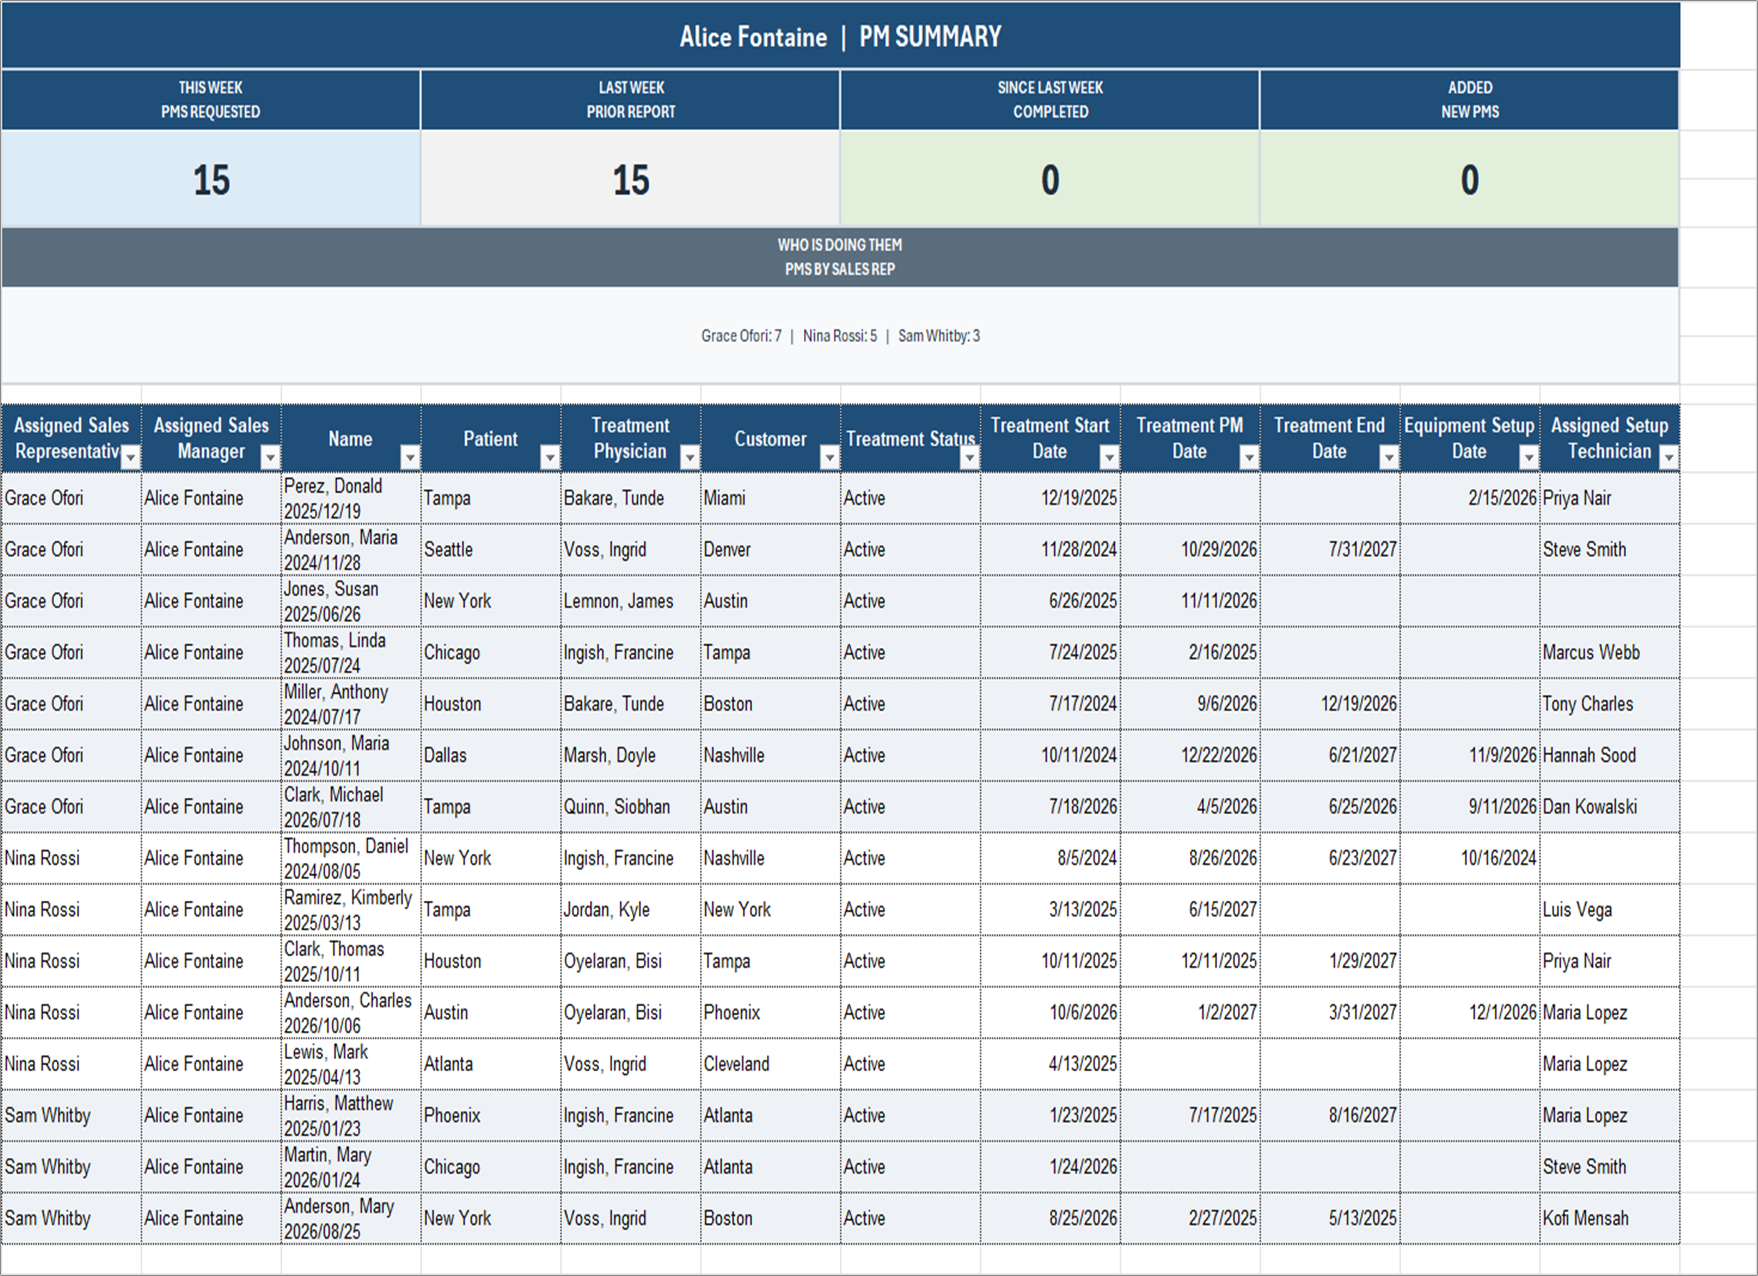 Alice Fontaine | PM SUMMARY
THIS WEEK
PMS REQUESTED
LAST WEEK
PRIOR REPORT
SINCE LAST WEEK
COMPLETED
ADDED
NEW PMS
15 15 0 0
WHO IS DOING THEM
PMS BY SALES REP
Grace Ofori: 7 | Nina Rossi: 5 | Sam Whitby: 3
Assigned Sales
Representativ
Assigned Sales
Manager
Name
Patient
Treatment
Physician
Customer
Treatment Status
Treatment Start
Date
Treatment PM
Date
Treatment End
Date
Equipment Setup
Date
Assigned Setup
Technician
Grace Ofori Alice Fontaine Perez, Donald
2025/12/19 Tampa Bakare, Tunde Miami Active 12/19/2025 2/15/2026 Priya Nair
Grace Ofori Alice Fontaine Anderson, Maria
2024/11/28 Seattle Voss, Ingrid Denver Active 11/28/2024 10/29/2026 7/31/2027 Steve Smith
Grace Ofori Alice Fontaine Jones, Susan
2025/06/26 New York Lemnon, James Austin Active 6/26/2025 11/11/2026
Grace Ofori Alice Fontaine Thomas, Linda
2025/07/24 Chicago Ingish, Francine Tampa Active 7/24/2025 2/16/2025 Marcus Webb
Grace Ofori Alice Fontaine Miller, Anthony
2024/07/17 Houston Bakare, Tunde Boston Active 7/17/2024 9/6/2026 12/19/2026 Tony Charles
Grace Ofori Alice Fontaine Johnson, Maria
2024/10/11 Dallas Marsh, Doyle Nashville Active 10/11/2024 12/22/2026 6/21/2027 11/9/2026 Hannah Sood
Grace Ofori Alice Fontaine Clark, Michael
2026/07/18 Tampa Quinn, Siobhan Austin Active 7/18/2026 4/5/2026 6/25/2026 9/11/2026 Dan Kowalski
Nina Rossi Alice Fontaine Thompson, Daniel
2024/08/05 New York Ingish, Francine Nashville Active 8/5/2024 8/26/2026 6/23/2027 10/16/2024
Nina Rossi Alice Fontaine Ramirez, Kimberly
2025/03/13 Tampa Jordan, Kyle New York Active 3/13/2025 6/15/2027 Luis Vega
Nina Rossi Alice Fontaine Clark, Thomas
2025/10/11 Houston Oyelaran, Bisi Tampa Active 10/11/2025 12/11/2025 1/29/2027 Priya Nair
Nina Rossi Alice Fontaine Anderson, Charles
2026/10/06 Austin Oyelaran, Bisi Phoenix Active 10/6/2026 1/2/2027 3/31/2027 12/1/2026 Maria Lopez
Nina Rossi Alice Fontaine Lewis, Mark
2025/04/13 Atlanta Voss, Ingrid Cleveland Active 4/13/2025 Maria Lopez
Sam Whitby Alice Fontaine Harris, Matthew
2025/01/23 Phoenix Ingish, Francine Atlanta Active 1/23/2025 7/17/2025 8/16/2027 Maria Lopez
Sam Whitby Alice Fontaine Martin, Mary
2026/01/24 Chicago Ingish, Francine Atlanta Active 1/24/2026 Steve Smith
Sam Whitby Alice Fontaine Anderson, Mary
2026/08/25 New York Voss, Ingrid Boston Active 8/25/2026 2/27/2025 5/13/2025 Kofi Mensah